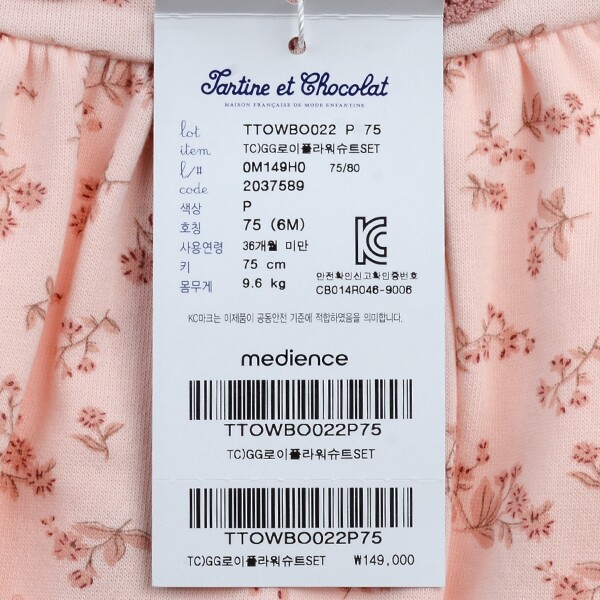 Tartine et Chocolat
MAISON FRANÇAISE DE MODE ENFANTINE
lot TTOWBO022 P 75
item TC)GG로이플라워슈트SET
f/# 0M149H0 75/80
code 2037589
색상 P
호칭 75 (6M)
사용연령 36개월 미만
키 75 cm
몸무게 9.6 kg
안전확인신고확인증번호
CB014R046-9006
KC마크는 이제품이 공동안전 기준에 적합하였음을 의미합니다.
medience
TTOWBO022P75
TC)GG로이플라워슈트SET
TTOWBO022P75
TC)GG로이플라워슈트SET ₩149,000